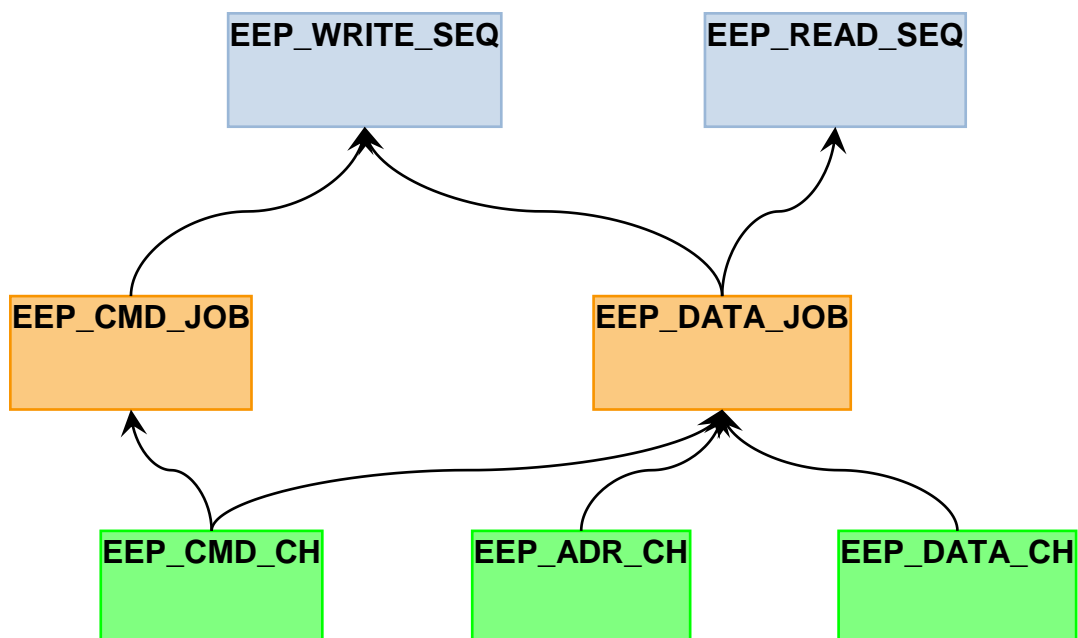 EEP_WRITE_SEQ
EEP_READ_SEQ
EEP_CMD_JOB
EEP_DATA_JOB
EEP_CMD_CH
EEP_ADR_CH
EEP_DATA_CH